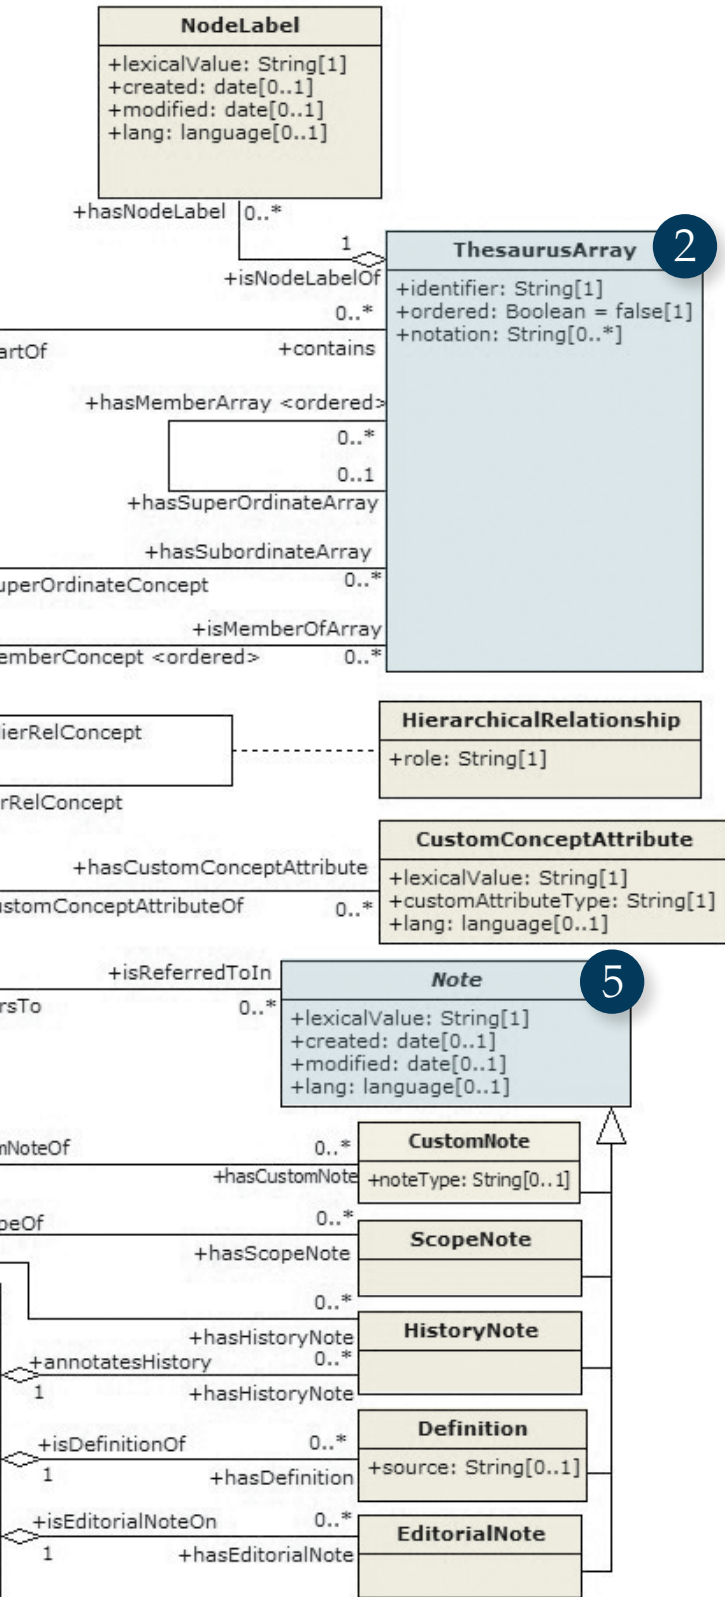 NodeLabel
+lexicalValue: String[1]
+created: date[0..1]
+modified: date[0..1]
+lang: language[0..1]
+hasNodeLabel 0..*
1
+isNodeLabelOf
ThesaurusArray
2
+identifier: String[1]
+ordered: Boolean = false[1]
+notation: String[0..*]
0..*
artOf
+contains
+hasMemberArray <ordered>
0..*
0..1
+hasSuperOrdinateArray
+hasSubordinateArray
uperOrdinateConcept
0..*
+isMemberOfArray
emberConcept <ordered>
0..*
ierRelConcept
rRelConcept
HierarchicalRelationship
+role: String[1]
+hasCustomConceptAttribute
ustomConceptAttributeOf
0..*
CustomConceptAttribute
+lexicalValue: String[1]
+customAttributeType: String[1]
+lang: language[0..1]
+isReferredToIn
rsTo
0..*
Note
5
+lexicalValue: String[1]
+created: date[0..1]
+modified: date[0..1]
+lang: language[0..1]
mNoteOf
0..*
+hasCustomNote
CustomNote
+noteType: String[0..1]
peOf
0..*
+hasScopeNote
ScopeNote
0..*
+hasHistoryNote
HistoryNote
+annotatesHistory
0..*
1
+hasHistoryNote
+isDefinitionOf
0..*
1
+hasDefinition
Definition
+source: String[0..1]
+isEditorialNoteOn
0..*
1
+hasEditorialNote
EditorialNote